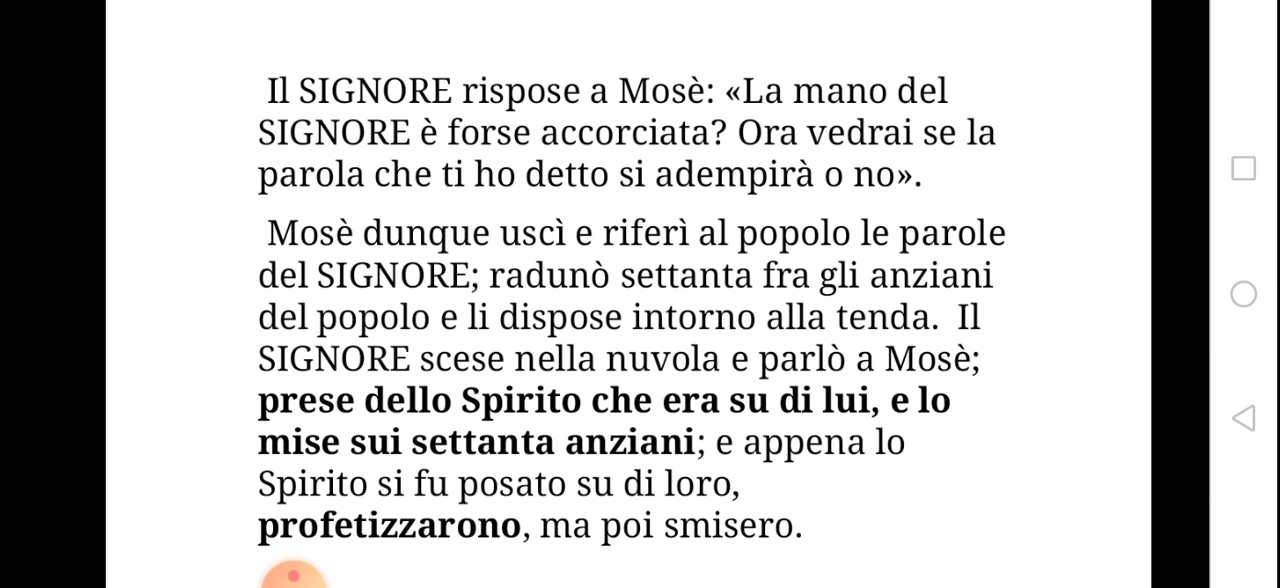 Il SIGNORE rispose a Mosè: «La mano del
SIGNORE è forse accorciata? Ora vedrai se la
parola che ti ho detto si adempirà o no».
Mosè dunque uscì e riferì al popolo le parole
del SIGNORE; radunò settanta fra gli anziani
del popolo e li dispose intorno alla tenda. Il
SIGNORE scese nella nuvola e parlò a Mosè;
prese dello Spirito che era su di lui, e lo
mise sui settanta anziani; e appena lo
Spirito si fu posato su di loro,
profetizzarono, ma poi smisero.